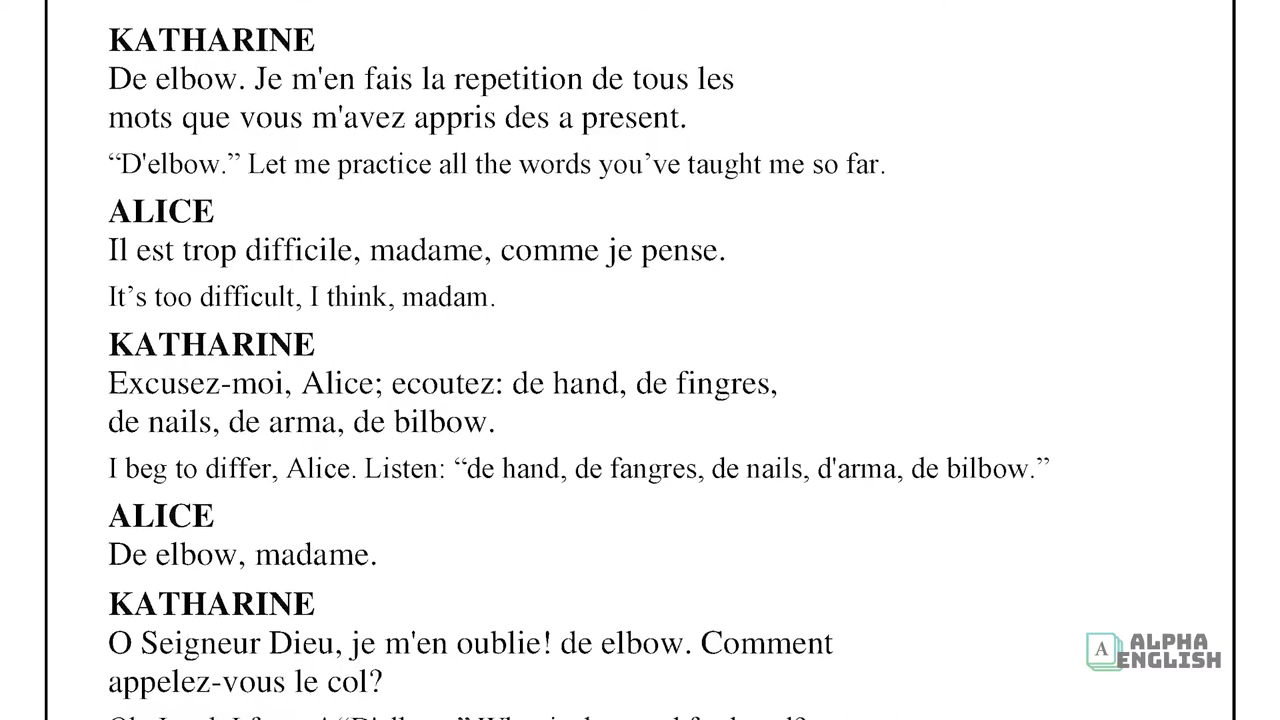 KATHARINE
De elbow. Je m'en fais la repetition de tous les
mots que vous m'avez appris des a present.
“D'elbow.” Let me practice all the words you’ve taught me so far.
ALICE
Il est trop difficile, madame, comme je pense.
It’s too difficult, I think, madam.
KATHARINE
Excusez-moi, Alice; ecoutez: de hand, de fingres,
de nails, de arma, de bilbow.
I beg to differ, Alice. Listen: “de hand, de fangres, de nails, d'arma, de bilbow.”
ALICE
De elbow, madame.
KATHARINE
O Seigneur Dieu, je m'en oublie! de elbow. Comment
appelez-vous le col?
A ALPHA
ENGLISH